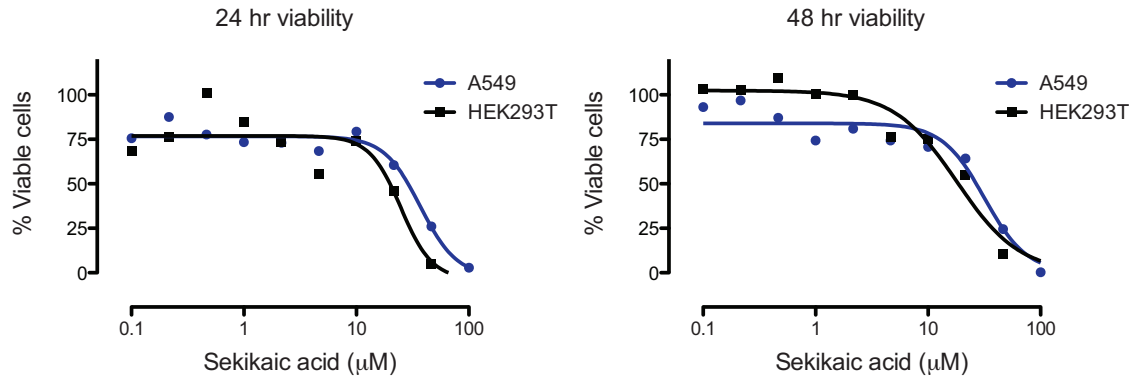 24 hr viability
% Viable cells
100
75
50
25
0
0.1 1 10 100
Sekikaic acid (μM)
A549
HEK293T
48 hr viability
% Viable cells
100
75
50
25
0
0.1 1 10 100
Sekikaic acid (μM)
A549
HEK293T